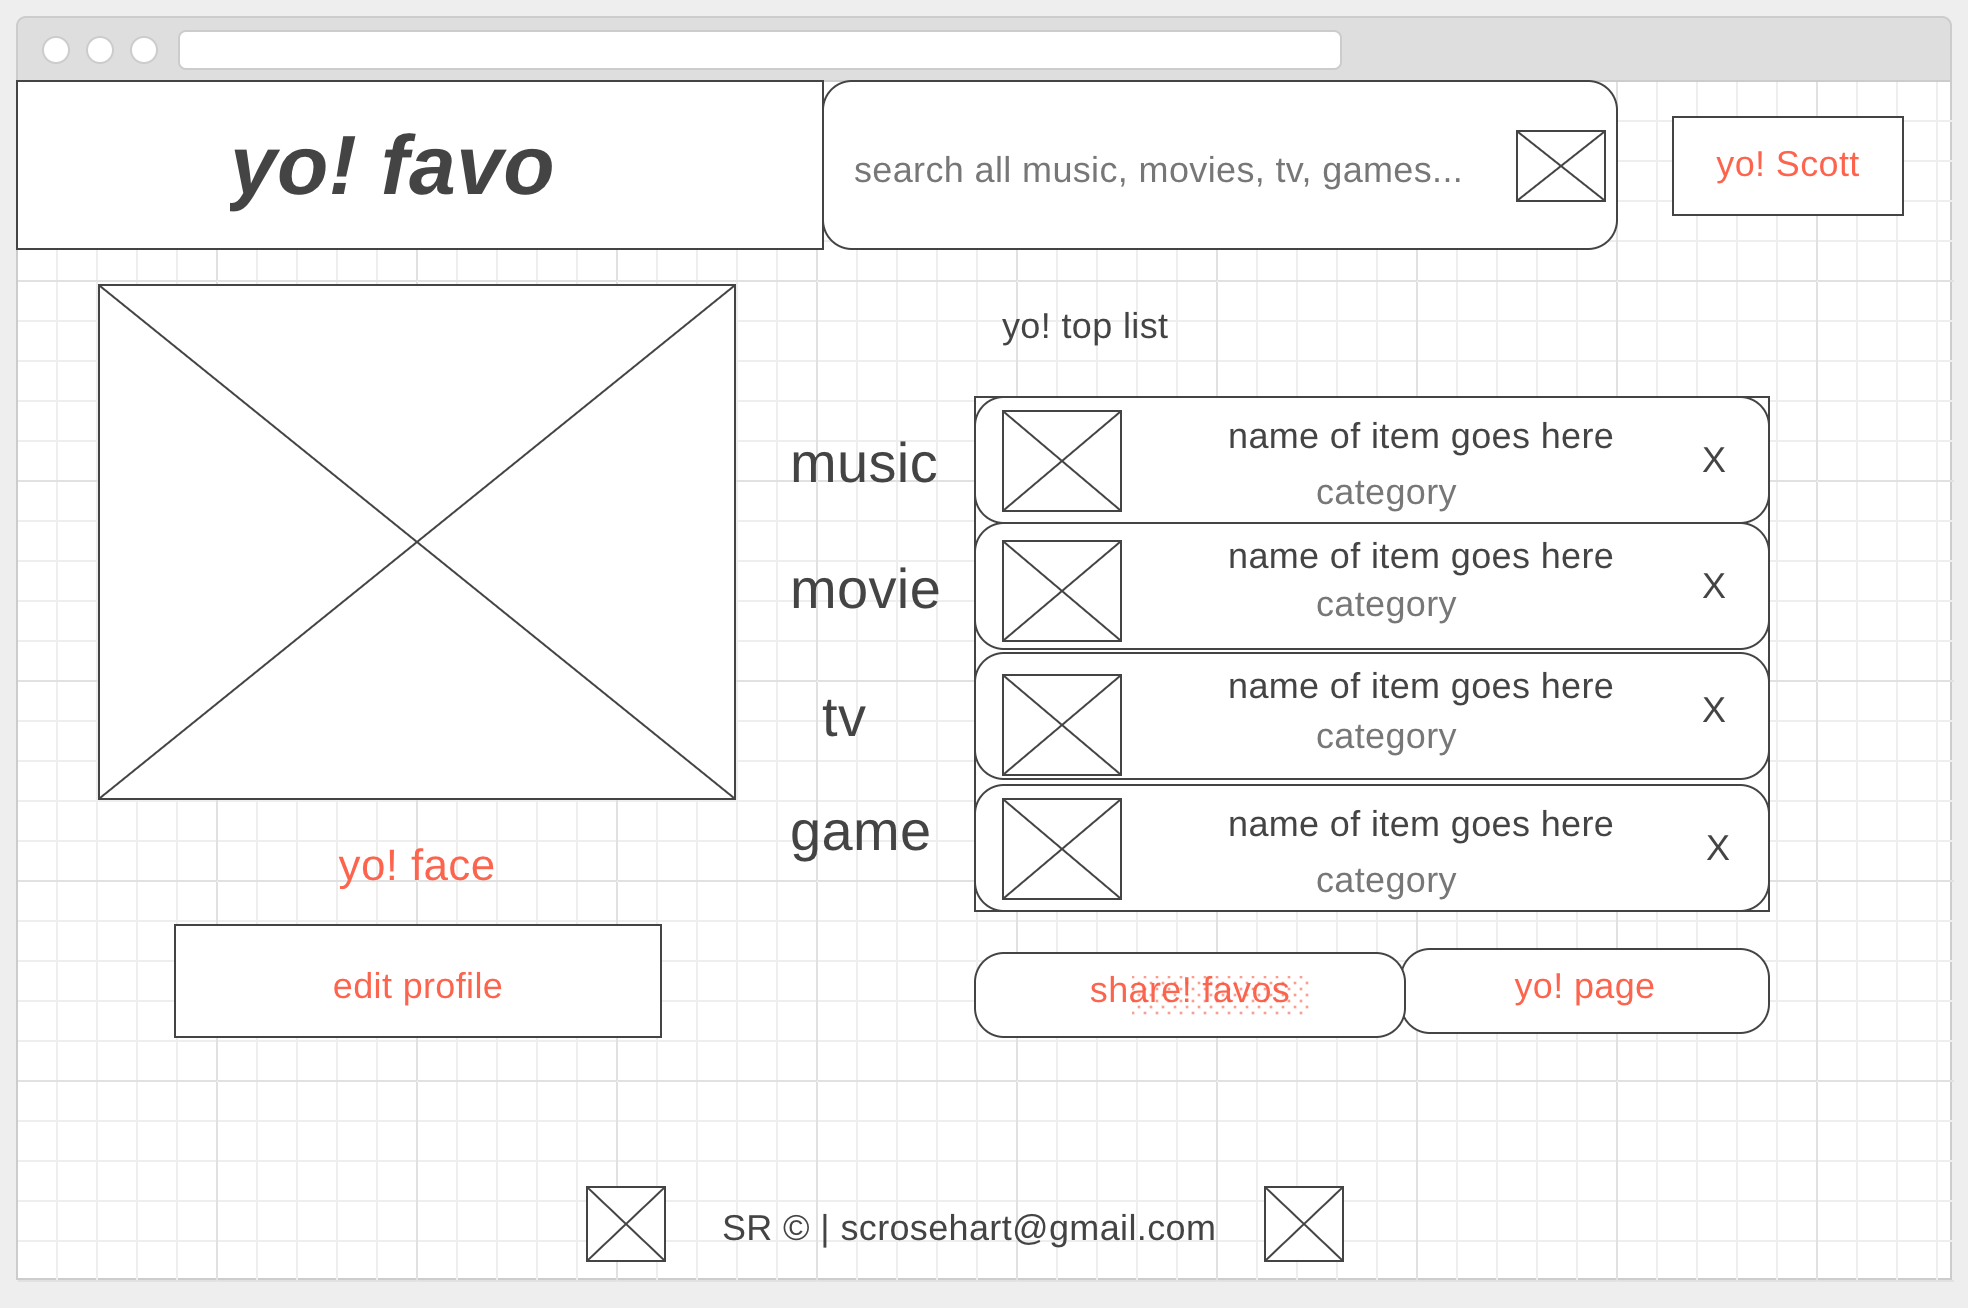 yo! favo
search all music, movies, tv, games...
yo! Scott
yo! top list
music
name of item goes here
category
X
movie
name of item goes here
category
X
tv
name of item goes here
category
X
game
name of item goes here
category
X
yo! face
edit profile
share! favos
yo! page
SR © | scrosehart@gmail.com